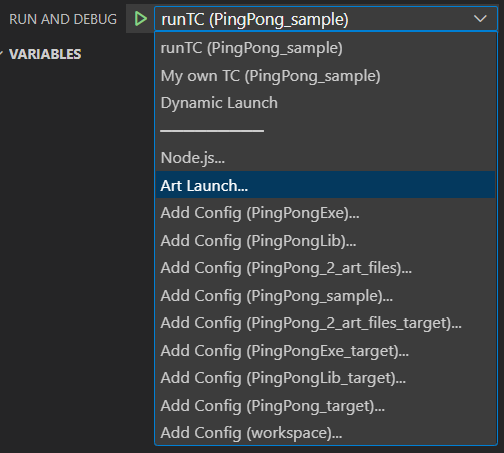 RUN AND DEBUG runTC (PingPong_sample)
VARIABLES
runTC (PingPong_sample)
My own TC (PingPong_sample)
Dynamic Launch
Node.js...
Art Launch...
Add Config (PingPongExe)...
Add Config (PingPongLib)...
Add Config (PingPong_2_art_files)...
Add Config (PingPong_sample)...
Add Config (PingPong_2_art_files_target)...
Add Config (PingPongExe_target)...
Add Config (PingPongLib_target)...
Add Config (PingPong_target)...
Add Config (workspace)...